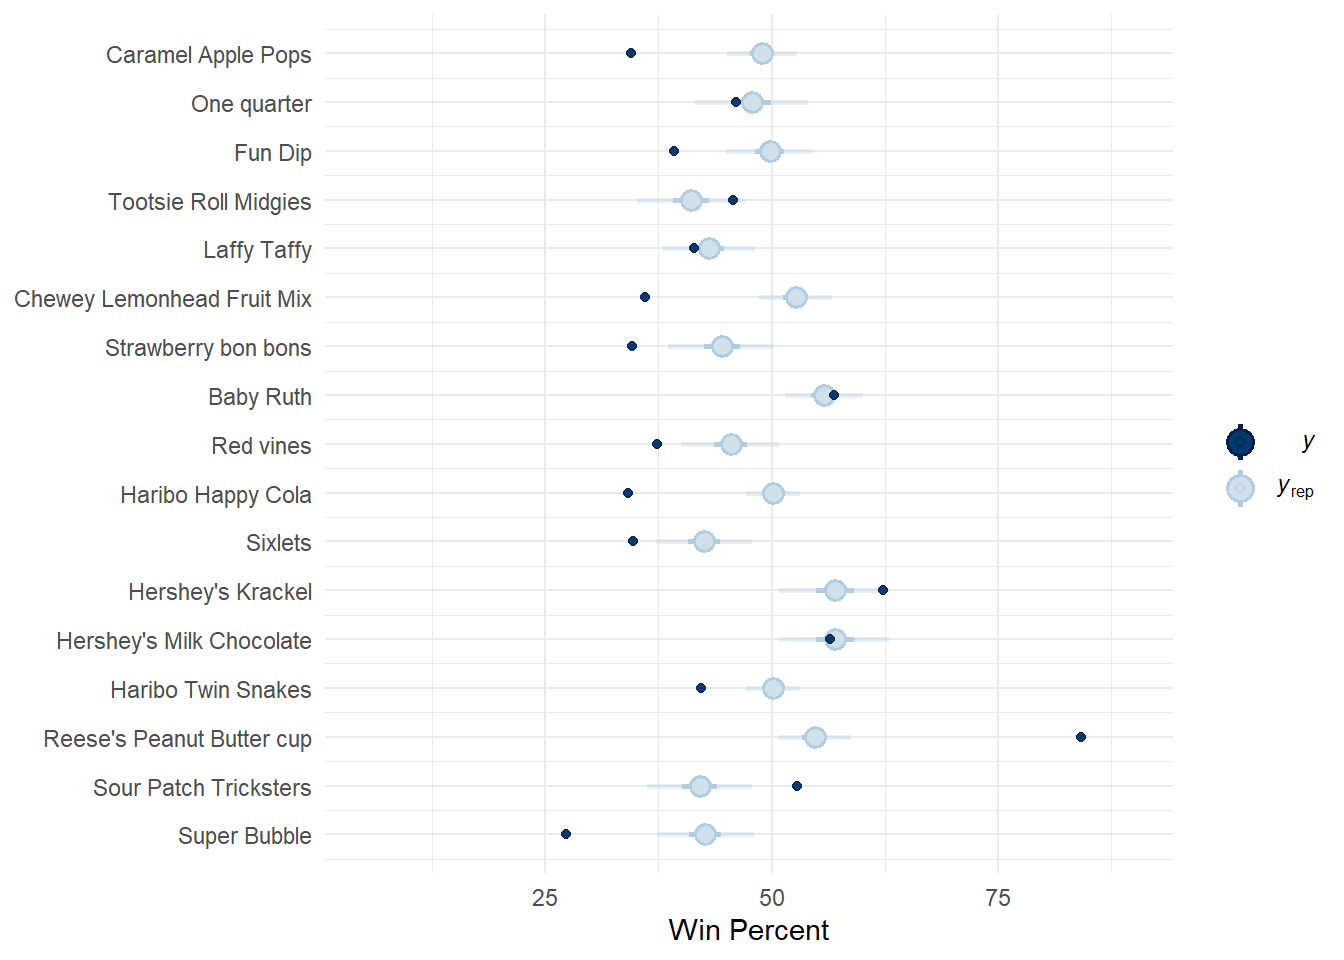 Caramel Apple Pops
One quarter
Fun Dip
Tootsie Roll Midgies
Laffy Taffy
Chewey Lemonhead Fruit Mix
Strawberry bon bons
Baby Ruth
Red vines
Haribo Happy Cola
Sixlets
Hershey's Krackel
Hershey's Milk Chocolate
Haribo Twin Snakes
Reese's Peanut Butter cup
Sour Patch Tricksters
Super Bubble
25 50 75
Win Percent
y
yrep